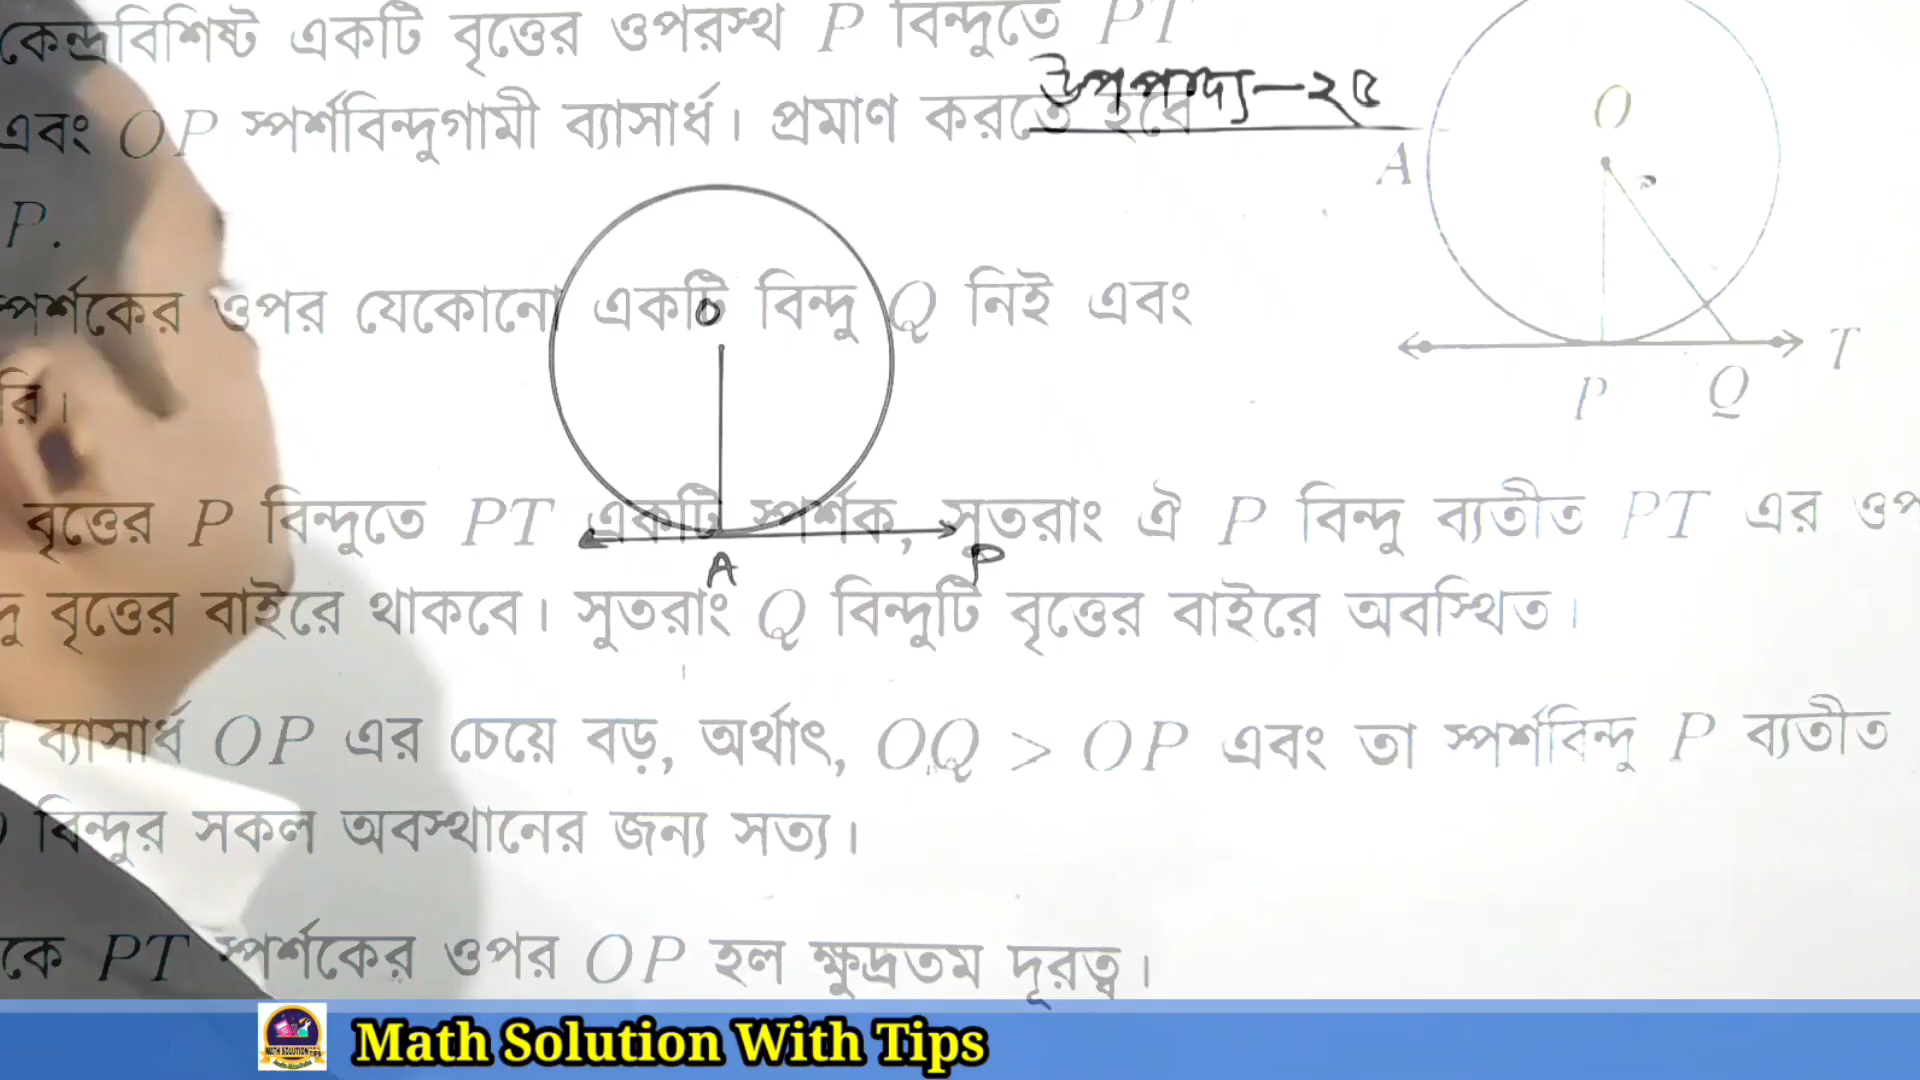 কেন্দ্রবিশিষ্ট একটি বৃত্তের ওপরস্থ P বিন্দুতে PT
উপপাদ্য-২৫
এবং OP স্পর্শবিন্দুগামী ব্যাসার্ধ। প্রমাণ করতে হবে
P.
স্পর্শকের ওপর যেকোনো একটি বিন্দু Q নিই এবং
রি।
O
A
T
P
Q
O
A
P
বৃত্তের P বিন্দুতে PT একটি স্পর্শক, সুতরাং ঐ P বিন্দু ব্যতীত PT এর ওপ
দু বৃত্তের বাইরে থাকবে। সুতরাং Q বিন্দুটি বৃত্তের বাইরে অবস্থিত।
ব্যাসার্ধ OP এর চেয়ে বড়, অর্থাৎ, OQ > OP এবং তা স্পর্শবিন্দু P ব্যতীত
বিন্দুর সকল অবস্থানের জন্য সত্য।
কে PT স্পর্শকের ওপর OP হল ক্ষুদ্রতম দূরত্ব।
Math Solution With Tips